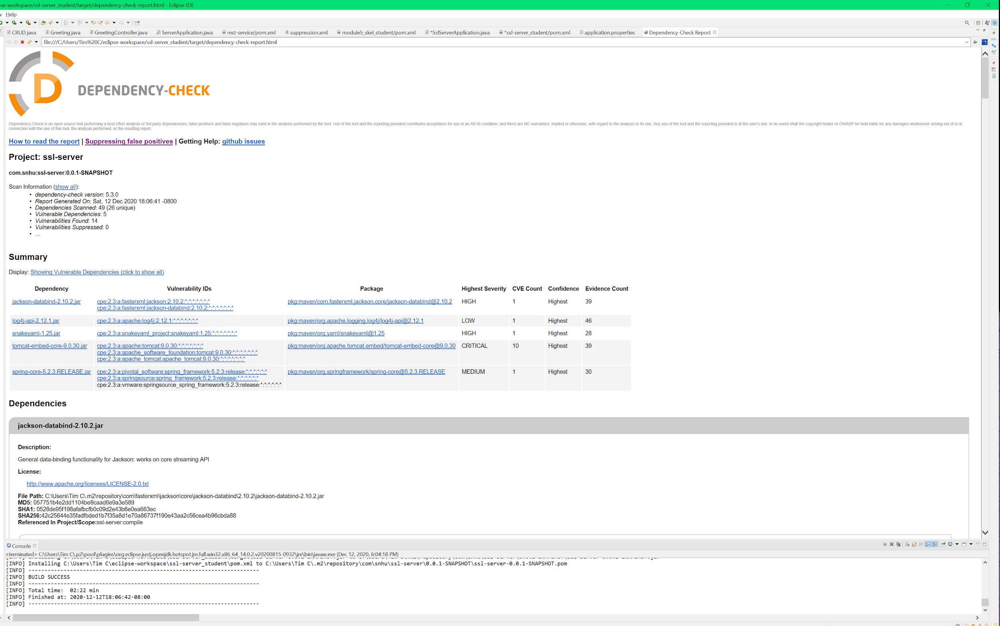 se-workspace/ssl-server_student/target/dependency-check-report.html - Eclipse IDE
w Help
CRUD.java Greeting.java GreetingController.java ServerApplication.java rest-service/pom.xml suppression.xml module5_skel_student/pom.xml *SslServerApplication.java *ssl-server_student/pom.xml application.properties Dependency-Check Report
file:///C:/Users/Tim%20C/eclipse-workspace/ssl-server_student/target/dependency-check-report.html
D DEPENDENCY-CHECK
Dependency-Check is an open source tool performing a best effort analysis of 3rd party dependencies; false positives and false negatives may exist in the analysis performed by the tool. Use of the tool and the reporting provided constitutes acceptance for use in an AS IS condition, and there are NO warranties, implied or otherwise, with regard to the analysis or its use. Any use of the tool and the reporting provided is at the user's risk. In no event shall the copyright holder or OWASP be held liable for any damages whatsoever arising out of or in
connection with the use of this tool, the analysis performed, or the resulting report.
How to read the report | Suppressing false positives | Getting Help: github issues
Project: ssl-server
com.snhu:ssl-server:0.0.1-SNAPSHOT
Scan Information (show all):
• dependency-check version: 5.3.0
• Report Generated On: Sat, 12 Dec 2020 18:06:41 -0800
• Dependencies Scanned: 49 (26 unique)
• Vulnerable Dependencies: 5
• Vulnerabilities Found: 14
• Vulnerabilities Suppressed: 0
• ...
Summary
Display: Showing Vulnerable Dependencies (click to show all)
Dependency Vulnerability IDs Package Highest Severity CVE Count Confidence Evidence Count
jackson-databind-2.10.2.jar cpe:2.3:a:fasterxml:jackson:2.10.2:*:*:*:*:*:*:* pkg:maven/com.fasterxml.jackson.core/jackson-databind@2.10.2 HIGH 1 Highest 39
cpe:2.3:a:fasterxml:jackson-databind:2.10.2:*:*:*:*:*:*:*
log4j-api-2.12.1.jar cpe:2.3:a:apache:log4j:2.12.1:*:*:*:*:*:*:* pkg:maven/org.apache.logging.log4j/log4j-api@2.12.1 LOW 1 Highest 46
snakeyaml-1.25.jar cpe:2.3:a:snakeyaml_project:snakeyaml:1.25:*:*:*:*:*:*:* pkg:maven/org.yaml/snakeyaml@1.25 HIGH 1 Highest 28
tomcat-embed-core-9.0.30.jar cpe:2.3:a:apache:tomcat:9.0.30:*:*:*:*:*:*:* pkg:maven/org.apache.tomcat.embed/tomcat-embed-core@9.0.30 CRITICAL 10 Highest 39
cpe:2.3:a:apache_software_foundation:tomcat:9.0.30:*:*:*:*:*:*:*
cpe:2.3:a:apache_tomcat:apache_tomcat:9.0.30:*:*:*:*:*:*:*
spring-core-5.2.3.RELEASE.jar cpe:2.3:a:pivotal_software:spring_framework:5.2.3:release:*:*:*:*:*:* pkg:maven/org.springframework/spring-core@5.2.3.RELEASE MEDIUM 1 Highest 30
cpe:2.3:a:springsource:spring_framework:5.2.3:release:*:*:*:*:*:*
cpe:2.3:a:vmware:springsource_spring_framework:5.2.3:release:*:*:*:*:*:*
Dependencies
jackson-databind-2.10.2.jar
Description:
General data-binding functionality for Jackson: works on core streaming API
License:
http://www.apache.org/licenses/LICENSE-2.0.txt
File Path: C:\Users\Tim C\.m2\repository\com\fasterxml\jackson\core\jackson-databind\2.10.2\jackson-databind-2.10.2.jar
MD5: 057751b4e2dd1104be8caad6e9a3e589
SHA1: 0528de95f198afafbcfb0c09d2e43b6e0ea663ec
SHA256:42c25644e35fadfbded1b7f35a8d1e70a86737f190e43aa2c56cea4b96cbda88
Referenced In Project/Scope:ssl-server:compile
Console
<terminated> C:\Users\Tim C\.p2\pool\plugins\org.eclipse.justj.openjdk.hotspot.jre.full.win32.x86_64_14.0.2.v20200815-0932\jre\bin\javaw.exe (Dec 12, 2020, 6:04:18 PM)
[INFO] Installing C:\Users\Tim C\eclipse-workspace\ssl-server_student\pom.xml to C:\Users\Tim C\.m2\repository\com\snhu\ssl-server\0.0.1-SNAPSHOT\ssl-server-0.0.1-SNAPSHOT.pom
[INFO] ------------------------------------------------------------------------
[INFO] BUILD SUCCESS
[INFO] ------------------------------------------------------------------------
[INFO] Total time:  02:22 min
[INFO] Finished at: 2020-12-12T18:06:42-08:00
[INFO] ------------------------------------------------------------------------